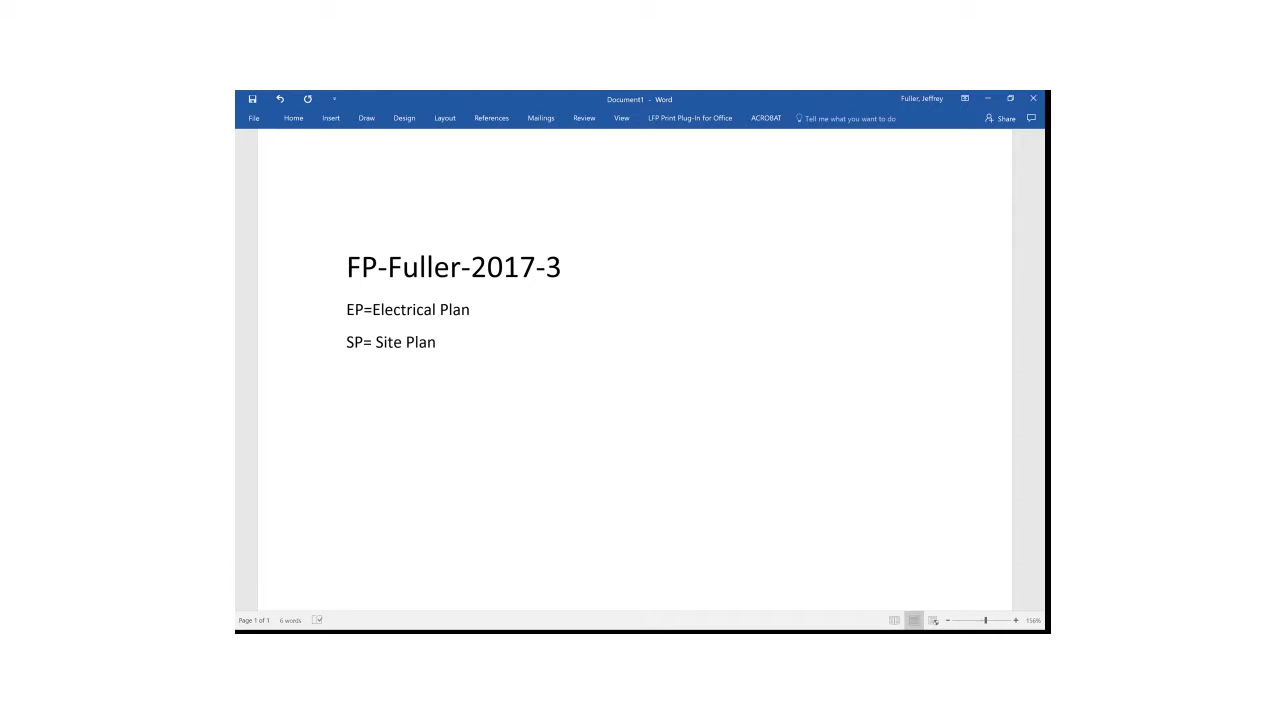 Document1 - Word
Fuller, Jeffrey
File Home Insert Draw Design Layout References Mailings Review View LFP Print Plug-In for Office ACROBAT Tell me what you want to do Share
FP-Fuller-2017-3
EP=Electrical Plan
SP= Site Plan
Page 1 of 1 6 words 156%